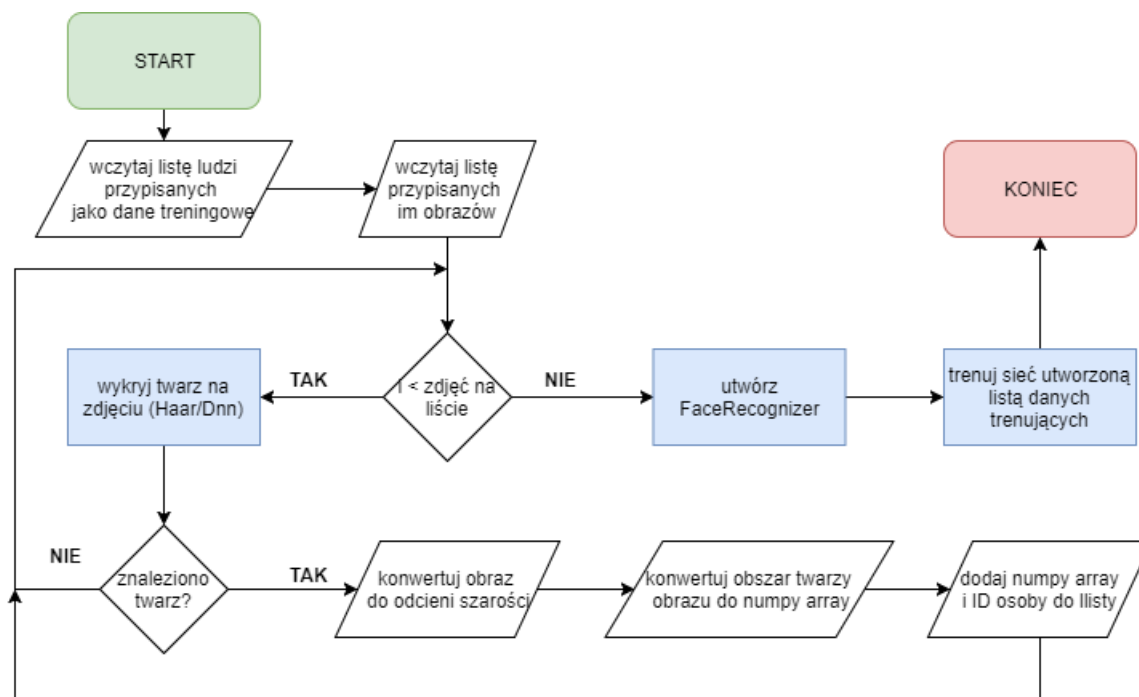 START
wczytaj listę ludzi
przypisanych
jako dane treningowe
wczytaj listę
przypisanych
im obrazów
KONIEC
wykryj twarz na
zdjęciu (Haar/Dnn)
TAK
I < zdjęć na
liście
NIE
utwórz
FaceRecognizer
trenuj sieć utworzoną
listą danych
trenujących
NIE
znaleziono
twarz?
TAK
konwertuj obraz
do odcieni szarości
konwertuj obszar twarzy
obrazu do numpy array
dodaj numpy array
i ID osoby do llisty